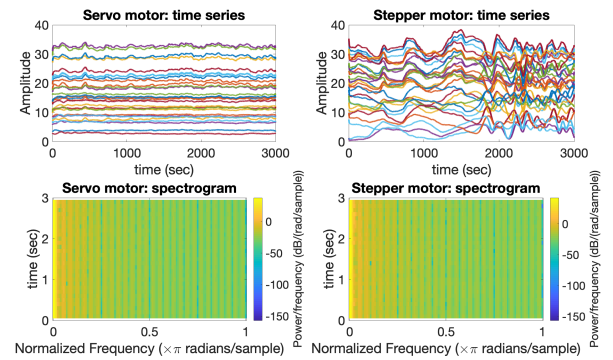 Servo motor: time series
Stepper motor: time series
Amplitude
40
30
20
10
0
0
1000
2000
3000
time (sec)
Amplitude
40
30
20
10
0
0
1000
2000
3000
time (sec)
Servo motor: spectrogram
Stepper motor: spectrogram
time (sec)
3
2
1
0
0
0.5
1
Normalized Frequency (×π radians/sample)
0
-50
-100
-150
Power/frequency (dB/(rad/sample))
time (sec)
3
2
1
0
0
0.5
1
Normalized Frequency (×π radians/sample)
0
-50
-100
-150
Power/frequency (dB/(rad/sample))